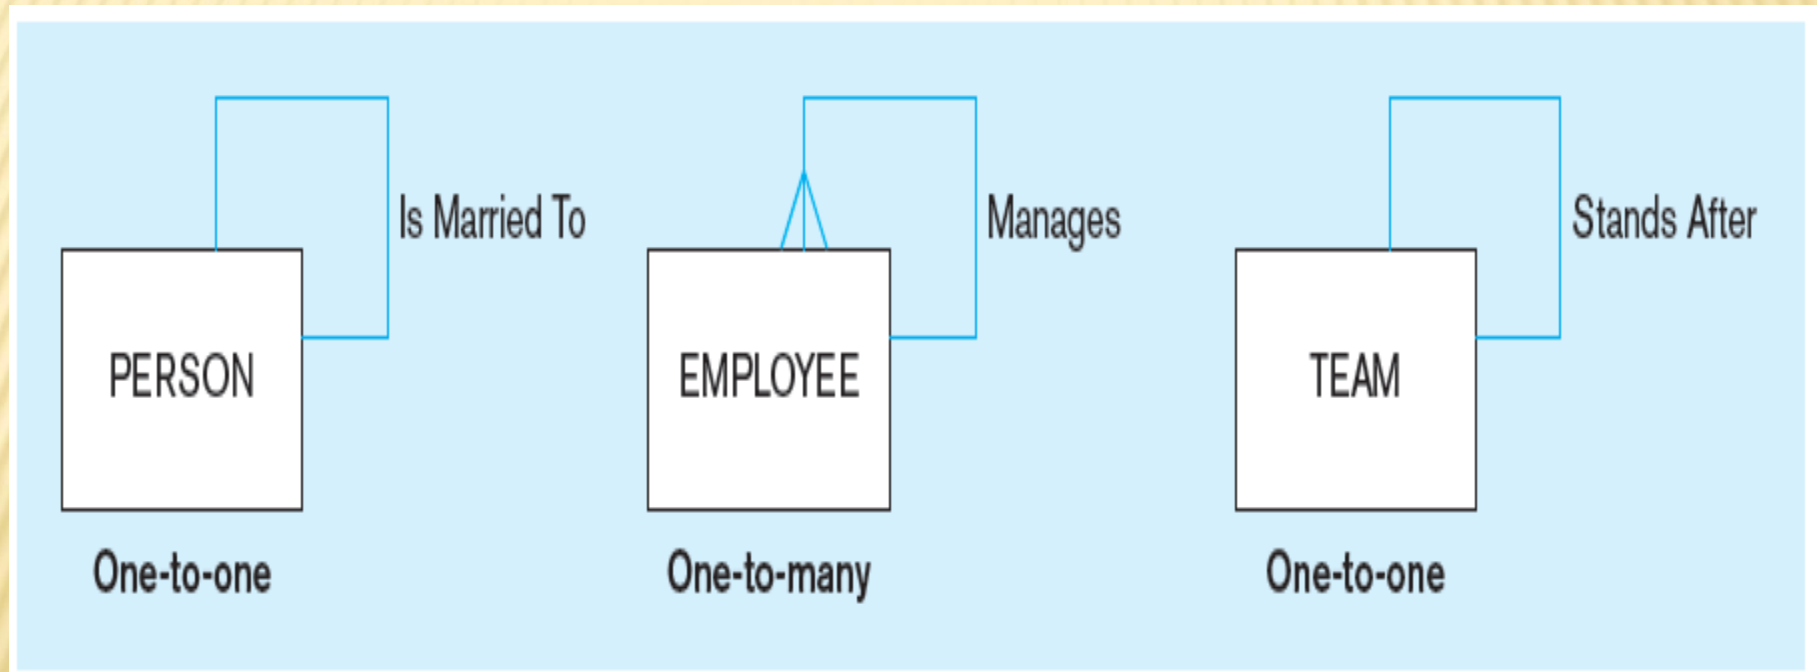 Is Married To
Manages
Stands After
PERSON
EMPLOYEE
TEAM
One-to-one
One-to-many
One-to-one